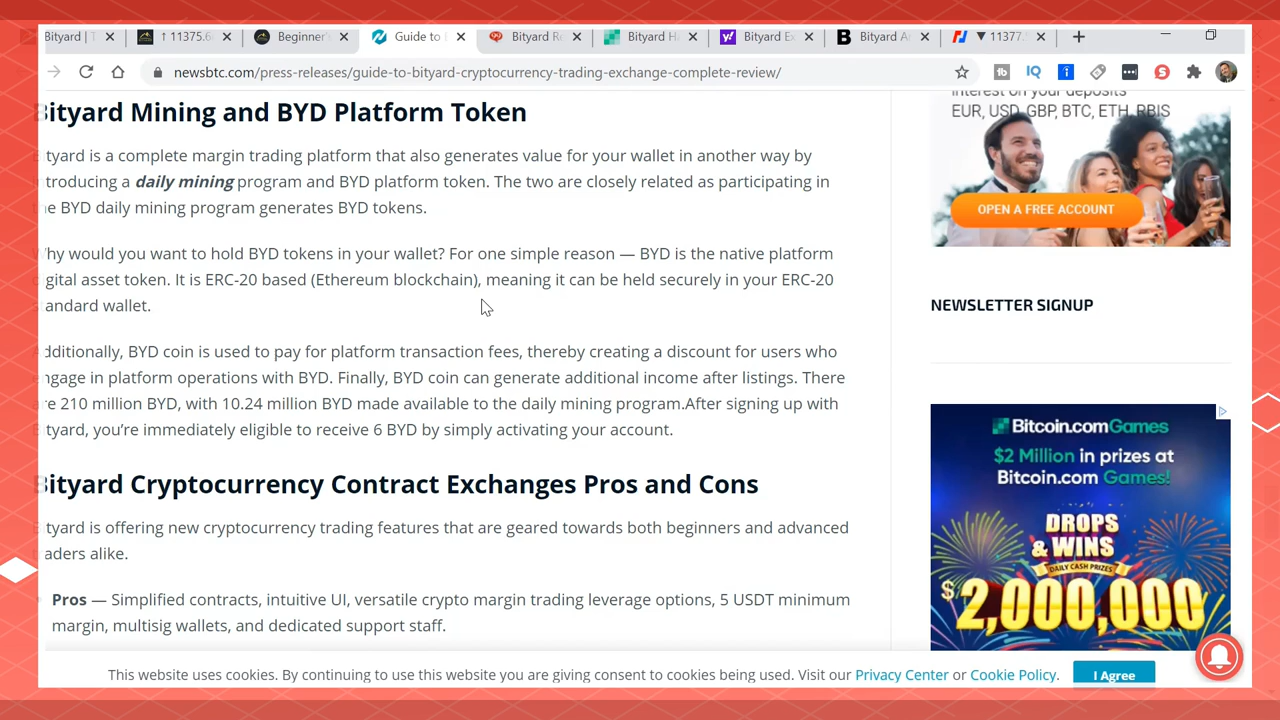 Bityard | T
↑ 11375.6
Beginner's
Guide to
Bityard Re
Bityard H
Bityard Ex
Bityard A
▼ 11377.
newsbtc.com/press-releases/guide-to-bityard-cryptocurrency-trading-exchange-complete-review/
Bityard Mining and BYD Platform Token
tyard is a complete margin trading platform that also generates value for your wallet in another way by
troducing a daily mining program and BYD platform token. The two are closely related as participating in
e BYD daily mining program generates BYD tokens.
hy would you want to hold BYD tokens in your wallet? For one simple reason — BYD is the native platform
gital asset token. It is ERC-20 based (Ethereum blockchain), meaning it can be held securely in your ERC-20
andard wallet.
dditionally, BYD coin is used to pay for platform transaction fees, thereby creating a discount for users who
ngage in platform operations with BYD. Finally, BYD coin can generate additional income after listings. There
re 210 million BYD, with 10.24 million BYD made available to the daily mining program.After signing up with
tyard, you're immediately eligible to receive 6 BYD by simply activating your account.
Bityard Cryptocurrency Contract Exchanges Pros and Cons
tyard is offering new cryptocurrency trading features that are geared towards both beginners and advanced
aders alike.
Pros — Simplified contracts, intuitive UI, versatile crypto margin trading leverage options, 5 USDT minimum
margin, multisig wallets, and dedicated support staff.
interest on your deposits
EUR, USD, GBP, BTC, ETH, RBIS
OPEN A FREE ACCOUNT
NEWSLETTER SIGNUP
Bitcoin.com Games
$2 Million in prizes at
Bitcoin.com Games!
DROPS
& WINS
DAILY CASH PRIZES
$2,000,000
This website uses cookies. By continuing to use this website you are giving consent to cookies being used. Visit our Privacy Center or Cookie Policy.
I Agree